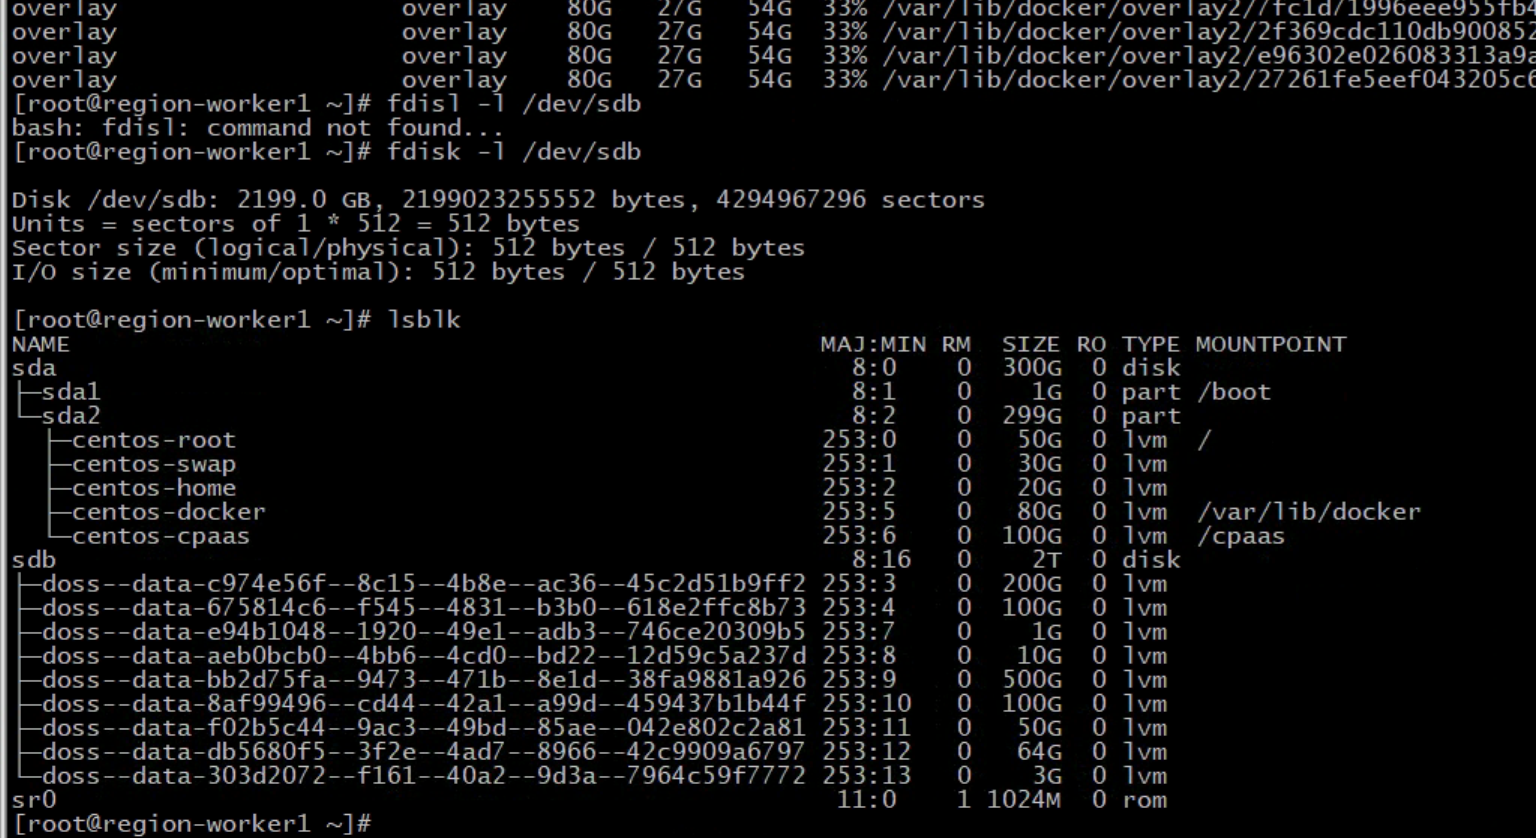 overlay overlay 80G 27G 54G 33%
overlay overlay 80G 27G 54G 33% /var/lib/docker/overlay2/2f369cdc110db900852
overlay overlay 80G 27G 54G 33% /var/lib/docker/overlay2/e96302e026083313a9a
overlay overlay 80G 27G 54G 33% /var/lib/docker/overlay2/27261fe5eef043205c6
[root@region-worker1 ~]# fdisl -l /dev/sdb
bash: fdisl: command not found...
[root@region-worker1 ~]# fdisk -l /dev/sdb
Disk /dev/sdb: 2199.0 GB, 2199023255552 bytes, 4294967296 sectors
Units = sectors of 1 * 512 = 512 bytes
Sector size (logical/physical): 512 bytes / 512 bytes
I/O size (minimum/optimal): 512 bytes / 512 bytes
[root@region-worker1 ~]# lsblk
NAME MAJ:MIN RM SIZE RO TYPE MOUNTPOINT
sda 8:0 0 300G 0 disk
├─sda1 8:1 0 1G 0 part /boot
└─sda2 8:2 0 299G 0 part
├─centos-root 253:0 0 50G 0 lvm /
├─centos-swap 253:1 0 30G 0 lvm
├─centos-home 253:2 0 20G 0 lvm
├─centos-docker 253:5 0 80G 0 lvm /var/lib/docker
└─centos-cpaas 253:6 0 100G 0 lvm /cpaas
sdb 8:16 0 2T 0 disk
├─doss--data-c974e56f--8c15--4b8e--ac36--45c2d51b9ff2 253:3 0 200G 0 lvm
├─doss--data-675814c6--f545--4831--b3b0--618e2ffc8b73 253:4 0 100G 0 lvm
├─doss--data-e94b1048--1920--49e1--adb3--746ce20309b5 253:7 0 1G 0 lvm
├─doss--data-aeb0bcb0--4bb6--4cd0--bd22--12d59c5a237d 253:8 0 10G 0 lvm
├─doss--data-bb2d75fa--9473--471b--8e1d--38fa9881a926 253:9 0 500G 0 lvm
├─doss--data-8af99496--cd44--42a1--a99d--459437b1b44f 253:10 0 100G 0 lvm
├─doss--data-f02b5c44--9ac3--49bd--85ae--042e802c2a81 253:11 0 50G 0 lvm
├─doss--data-db5680f5--3f2e--4ad7--8966--42c9909a6797 253:12 0 64G 0 lvm
└─doss--data-303d2072--f161--40a2--9d3a--7964c59f7772 253:13 0 3G 0 lvm
sr0 11:0 1 1024M 0 rom
[root@region-worker1 ~]#